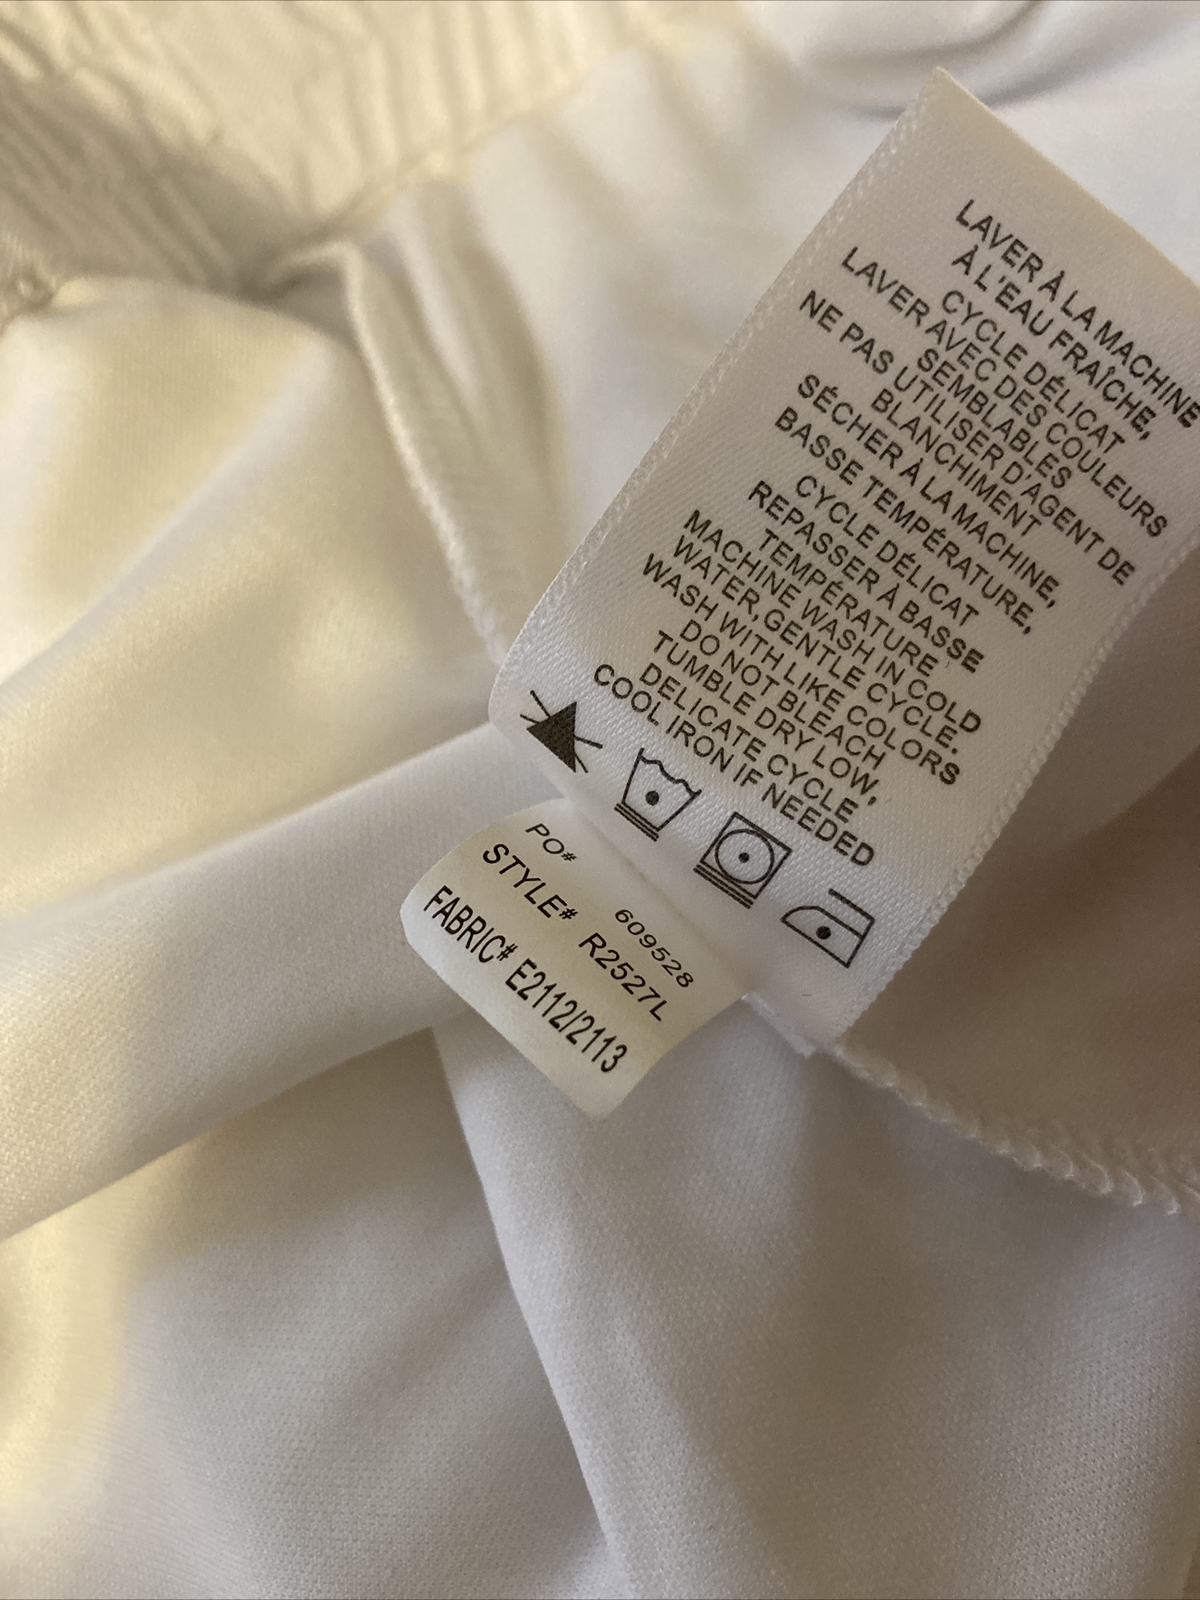 LAVER À LA MACHINE
À L'EAU FRAÎCHE,
CYCLE DÉLICAT
LAVER AVEC DES COULEURS
SEMBLABLES
NE PAS UTILISER D'AGENT DE
BLANCHIMENT
SÉCHER À LA MACHINE,
BASSE TEMPÉRATURE,
CYCLE DÉLICAT
REPASSER À BASSE
TEMPÉRATURE
MACHINE WASH IN COLD
WATER,GENTLE CYCLE.
WASH WITH LIKE COLORS
DO NOT BLEACH
TUMBLE DRY LOW,
DELICATE CYCLE,
COOL IRON IF NEEDED
PO# 609528
STYLE# R2527L
FABRIC# E2112/2113